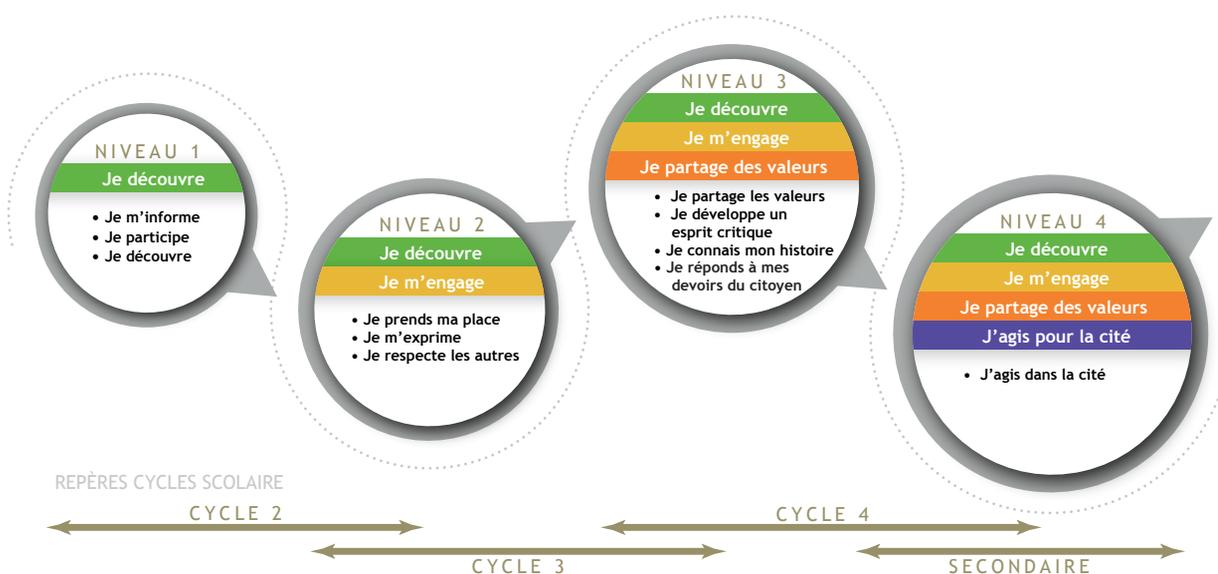 NIVEAU 1
Je découvre
• Je m’informe
• Je participe
• Je découvre
NIVEAU 2
Je découvre
Je m’engage
• Je prends ma place
• Je m’exprime
• Je respecte les autres
NIVEAU 3
Je découvre
Je m’engage
Je partage des valeurs
• Je partage les valeurs
• Je développe un
esprit critique
• Je connais mon histoire
• Je réponds à mes
devoirs du citoyen
NIVEAU 4
Je découvre
Je m’engage
Je partage des valeurs
J’agis pour la cité
• J’agis dans la cité
REPÈRES CYCLES SCOLAIRE
CYCLE 2
CYCLE 3
CYCLE 4
SECONDAIRE